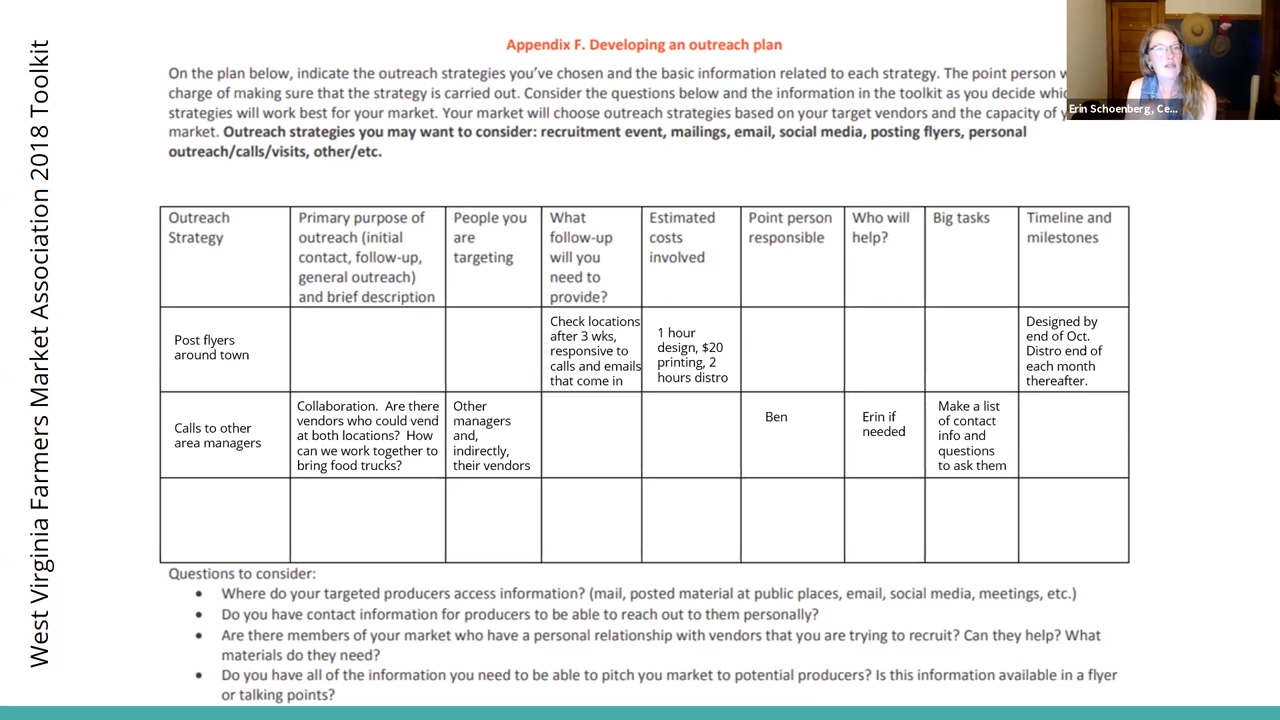 West Virginia Farmers Market Association 2018 Toolkit
Appendix F. Developing an outreach plan
On the plan below, indicate the outreach strategies you've chosen and the basic information related to each strategy. The point person
charge of making sure that the strategy is carried out. Consider the questions below and the information in the toolkit as you decide
strategies will work best for your market. Your market will choose outreach strategies based on your target vendors and the capacity of
market. Outreach strategies you may want to consider: recruitment event, mailings, email, social media, posting flyers, personal
outreach/calls/visits, other/etc.
Erin Schoenberg, Ce...
Outreach
Strategy
Primary purpose of
outreach (initial
contact, follow-up,
general outreach)
and brief description
People you
are
targeting
What
follow-up
will you
need to
provide?
Estimated
costs
involved
Point person
responsible
Who will
help?
Big tasks
Timeline and
milestones
Post flyers
around town
Check locations
after 3 wks,
responsive to
calls and emails
that come in
1 hour
design, $20
printing, 2
hours distro
Designed by
end of Oct.
Distro end of
each month
thereafter.
Calls to other
area managers
Collaboration. Are there
vendors who could vend
at both locations? How
can we work together to
bring food trucks?
Other
managers
and,
indirectly,
their vendors
Ben
Erin if
needed
Make a list
of contact
info and
questions
to ask them
Questions to consider:
• Where do your targeted producers access information? (mail, posted material at public places, email, social media, meetings, etc.)
• Do you have contact information for producers to be able to reach out to them personally?
• Are there members of your market who have a personal relationship with vendors that you are trying to recruit? Can they help? What
materials do they need?
• Do you have all of the information you need to be able to pitch you market to potential producers? Is this information available in a flyer
or talking points?